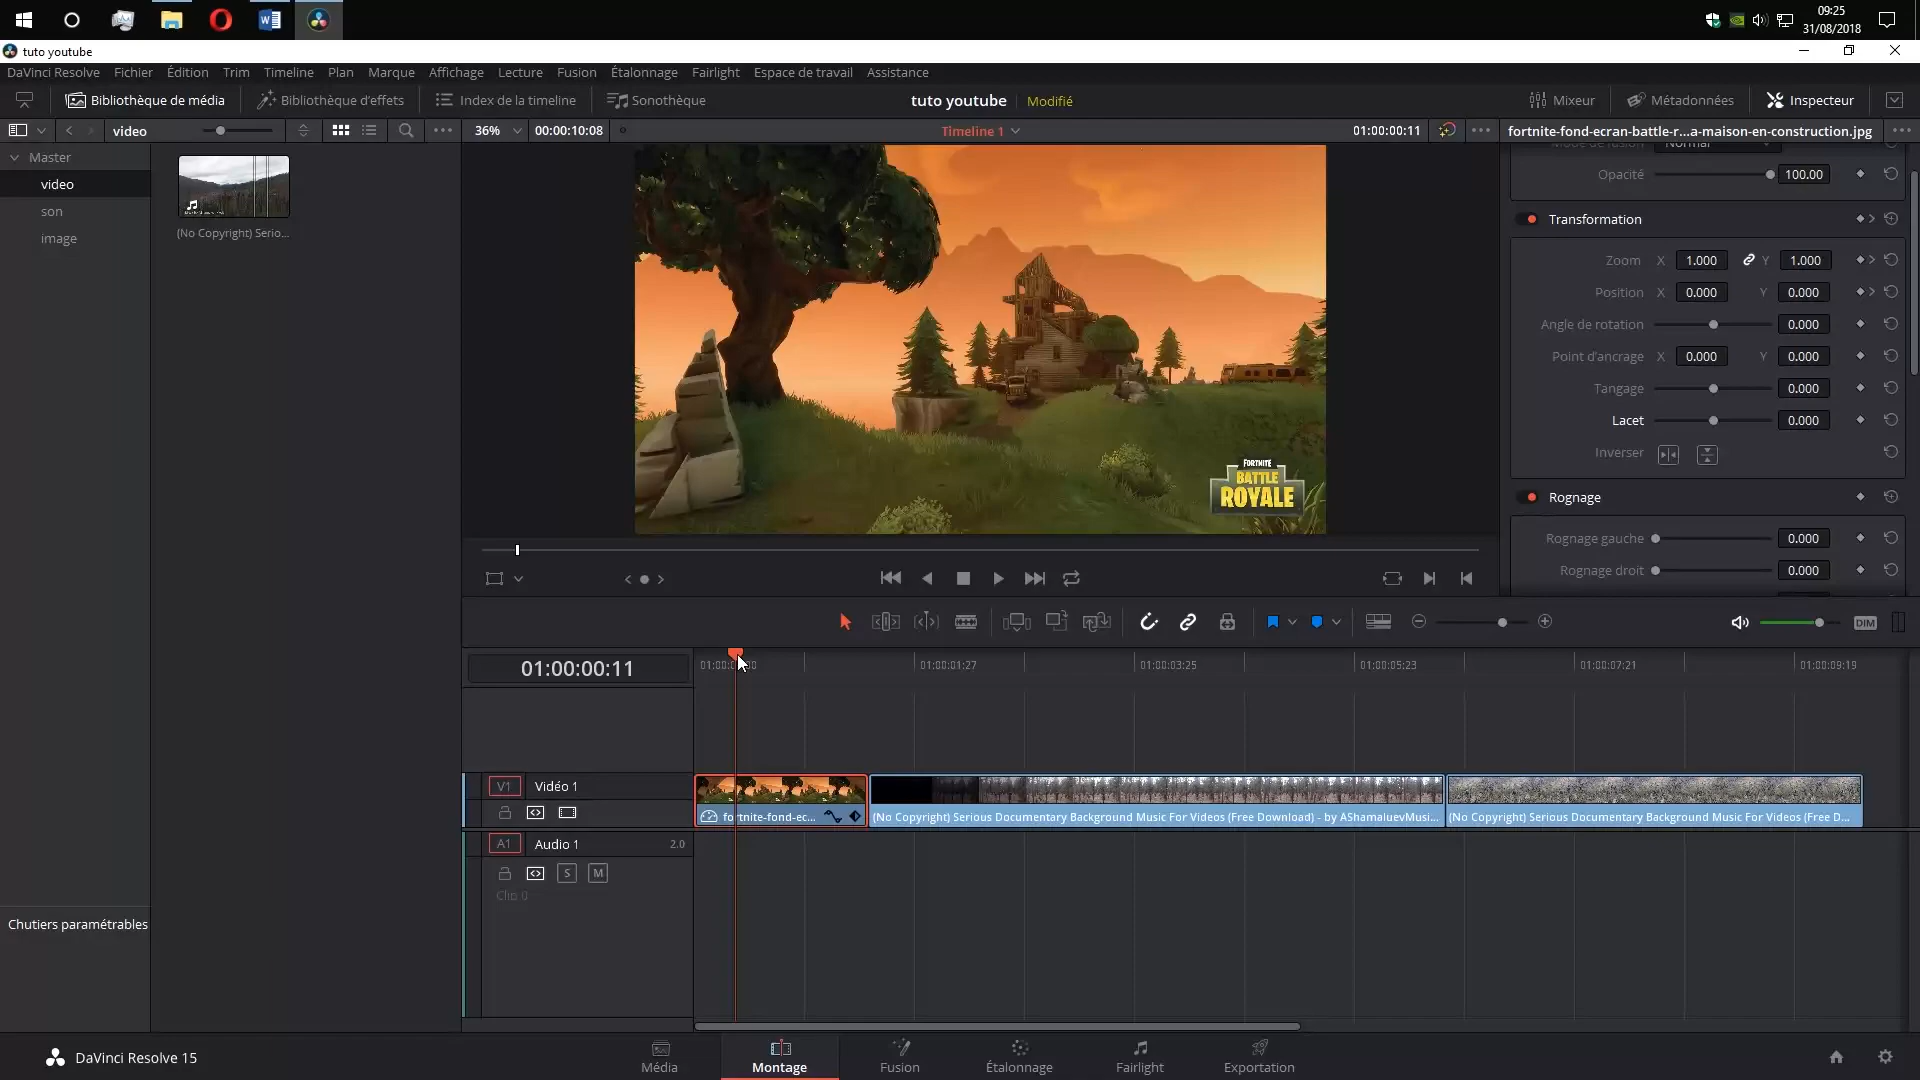 09:25
31/08/2018
tuto youtube
DaVinci Resolve Fichier Édition Trim Timeline Plan Marque Affichage Lecture Fusion Étalonnage Fairlight Espace de travail Assistance
Bibliothèque de média Bibliothèque d'effets Index de la timeline Sonothèque tuto youtube Modifié Mixeur Métadonnées Inspecteur
video 36% 00:00:10:08 Timeline 1 01:00:00:11 fortnite-fond-ecran-battle-r...a-maison-en-construction.jpg
Master
video
son
image
(No Copyright) Serio...
Mode de fusion Normal
Opacité 100.00
Transformation
Zoom X 1.000 Y 1.000
Position X 0.000 Y 0.000
Angle de rotation 0.000
Point d'ancrage X 0.000 Y 0.000
Tangage 0.000
Lacet 0.000
Inverser
Rognage
Rognage gauche 0.000
Rognage droit 0.000
FORTNITE
BATTLE
ROYALE
DIM
01:00:00:11
01:00:01:27 01:00:03:25 01:00:05:23 01:00:07:21 01:00:09:19
V1 Vidéo 1
fortnite-fond-ec... (No Copyright) Serious Documentary Background Music For Videos (Free Download) - by AShamaluevMusi... (No Copyright) Serious Documentary Background Music For Videos (Free D...
A1 Audio 1 2.0
S M
Clip 0
Chutiers paramétrables
DaVinci Resolve 15
Média Montage Fusion Étalonnage Fairlight Exportation